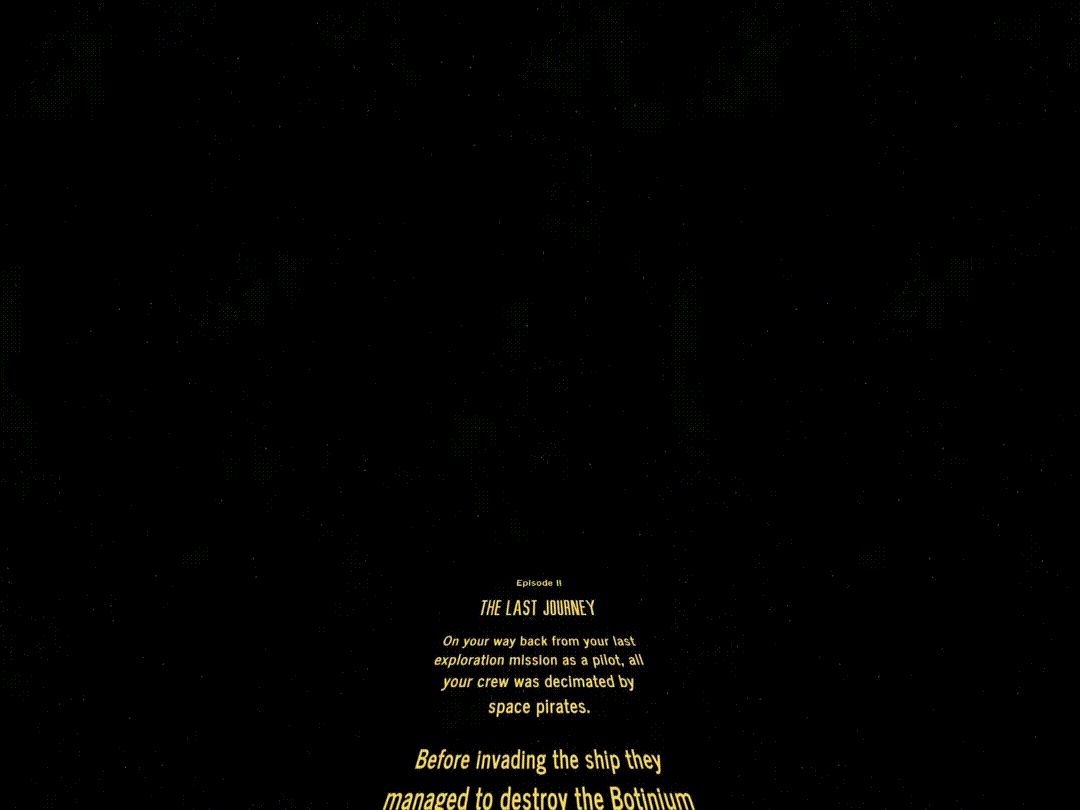 Episode II
THE LAST JOURNEY
On your way back from your last
exploration mission as a pilot, all
your crew was decimated by
space pirates.
Before invading the ship they
managed to destroy the Botinium